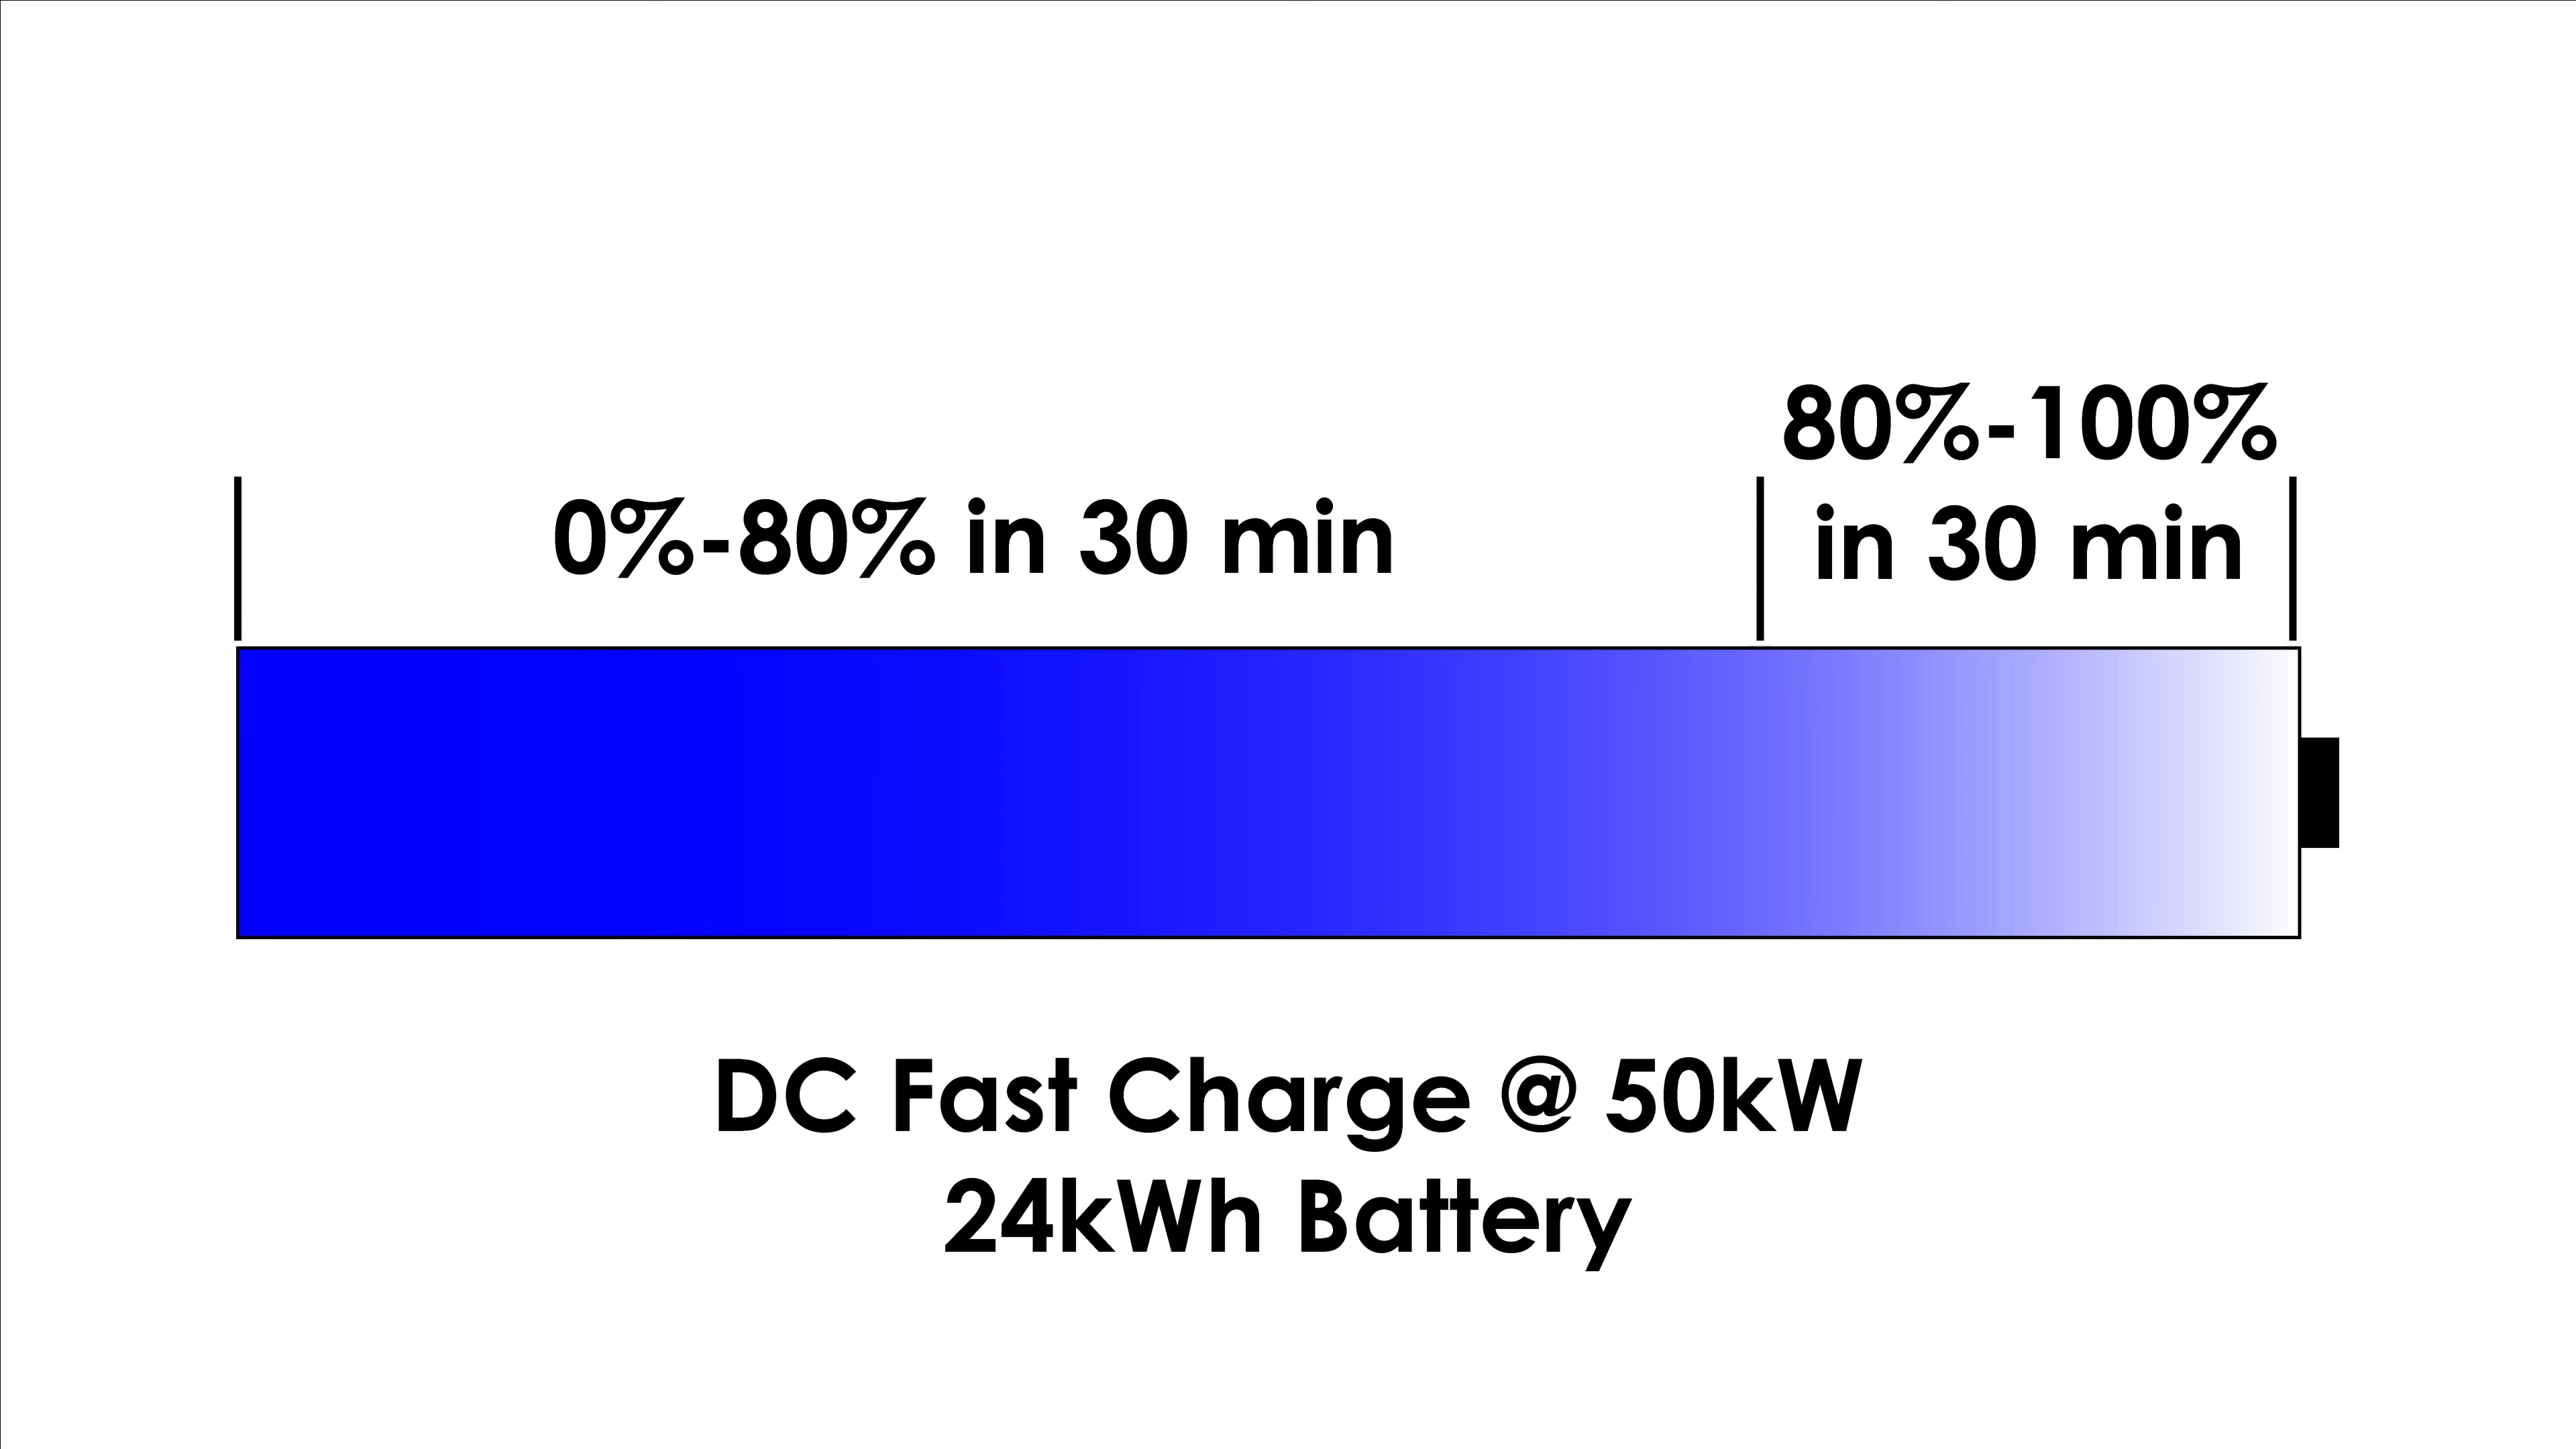 80%-100%
0%-80% in 30 min
in 30 min
DC Fast Charge @ 50kW
24kWh Battery